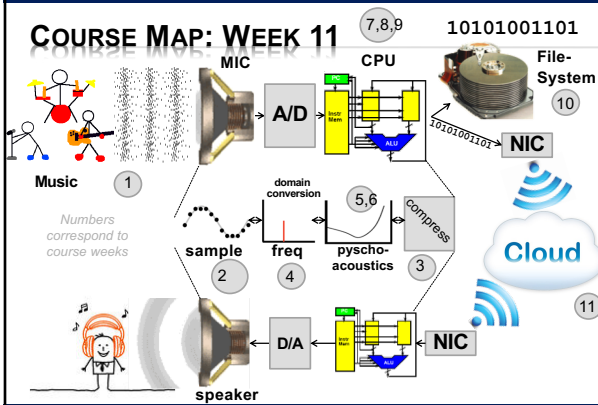 COURSE MAP: WEEK 11
7,8,9
10101001101
MIC
CPU
File-
System
10
A/D
PC
Instr
Mem
ALU
10101001101
NIC
Music
1
Numbers
correspond to
course weeks
domain
conversion
5,6
compress
sample
freq
pyscho-
acoustics
2
4
3
Cloud
11
D/A
Instr
Mem
ALU
NIC
speaker